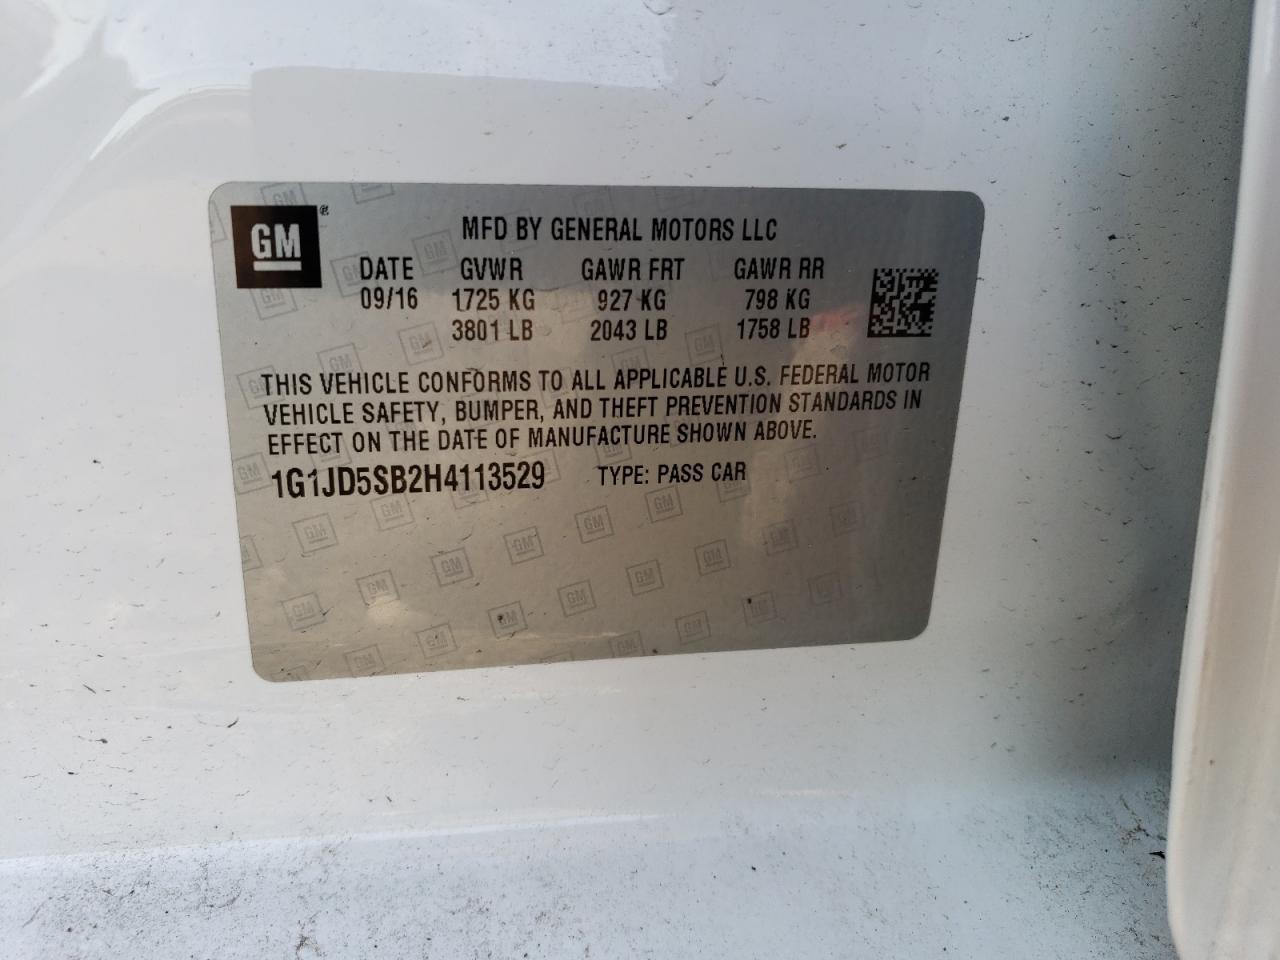 GM®
MFD BY GENERAL MOTORS LLC
DATE GVWR GAWR FRT GAWR RR
09/16 1725 KG 927 KG 798 KG
3801 LB 2043 LB 1758 LB
THIS VEHICLE CONFORMS TO ALL APPLICABLE U.S. FEDERAL MOTOR
VEHICLE SAFETY, BUMPER, AND THEFT PREVENTION STANDARDS IN
EFFECT ON THE DATE OF MANUFACTURE SHOWN ABOVE.
1G1JD5SB2H4113529 TYPE: PASS CAR